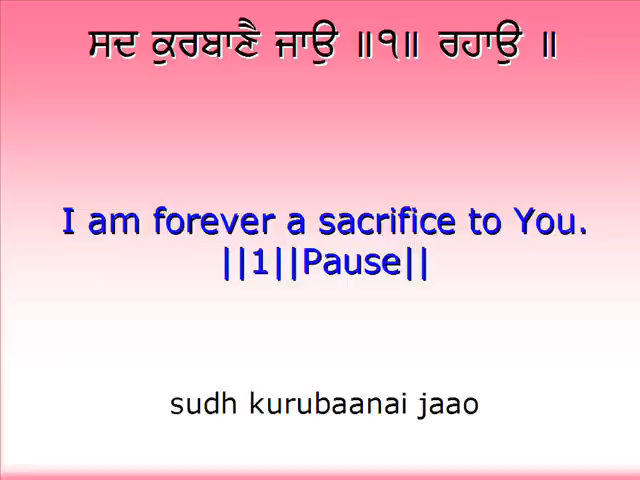 ਸਦ ਕੁਰਬਾਣੈ ਜਾਉ ॥੧॥ ਰਹਾਉ ॥
I am forever a sacrifice to You.
||1||Pause||
sudh kurubaanai jaao